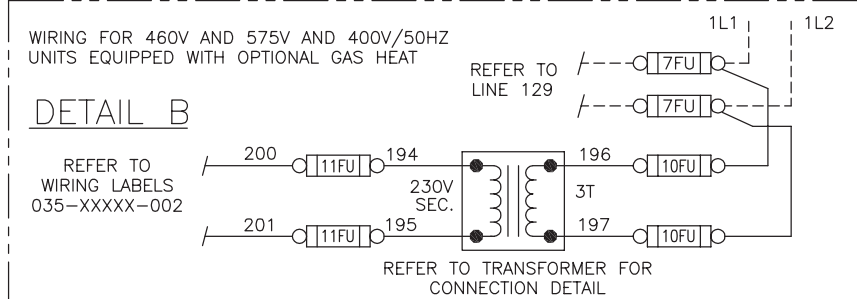 1L1 1L2
WIRING FOR 460V AND 575V AND 400V/50HZ
UNITS EQUIPPED WITH OPTIONAL GAS HEAT
REFER TO
LINE 129
7FU
7FU
DETAIL B
REFER TO
WIRING LABELS
035-XXXXX-002
200 11FU 194 196 10FU
230V
SEC.
3T
201 11FU 195 197 10FU
REFER TO TRANSFORMER FOR
CONNECTION DETAIL